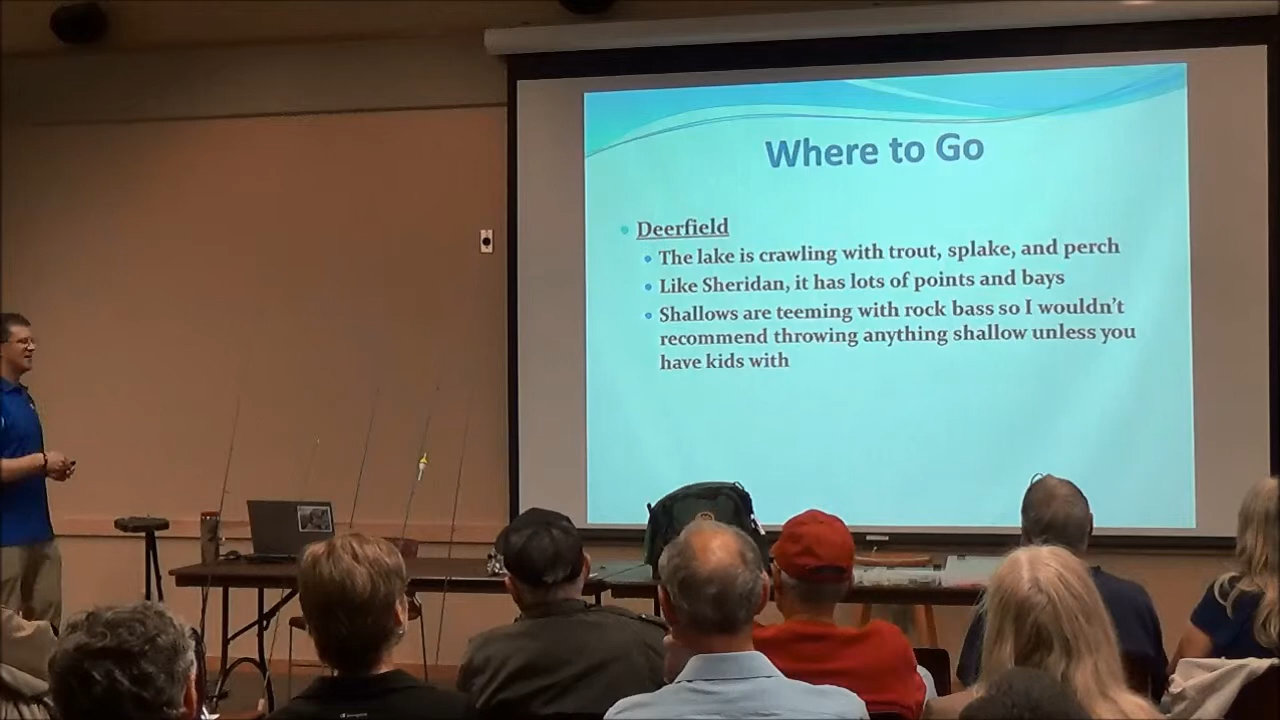 Where to Go
Deerfield
The lake is crawling with trout, splake, and perch
Like Sheridan, it has lots of points and bays
Shallows are teeming with rock bass so I wouldn't
recommend throwing anything shallow unless you
have kids with